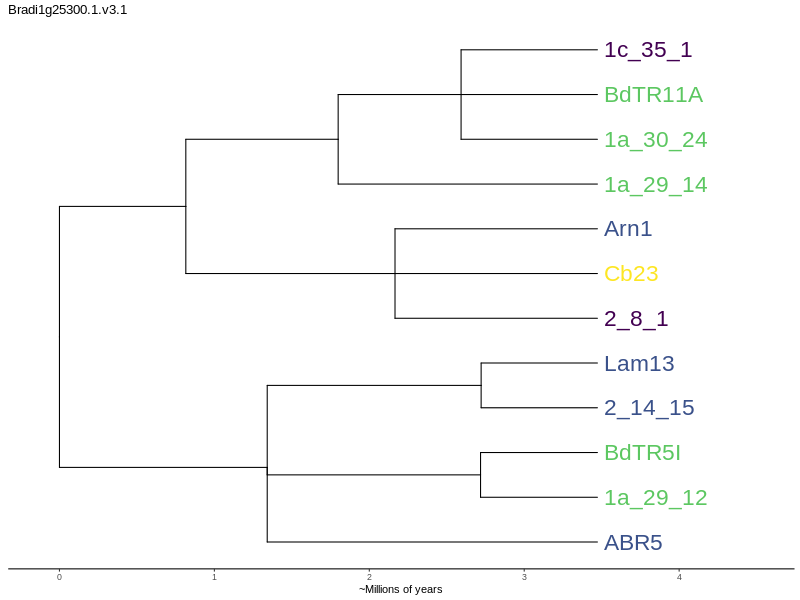 Bradi1g25300.1.v3.1
1c_35_1
BdTR11A
1a_30_24
1a_29_14
Arn1
Cb23
2_8_1
Lam13
2_14_15
BdTR5I
1a_29_12
ABR5
0 1 2 3 4
~Millions of years